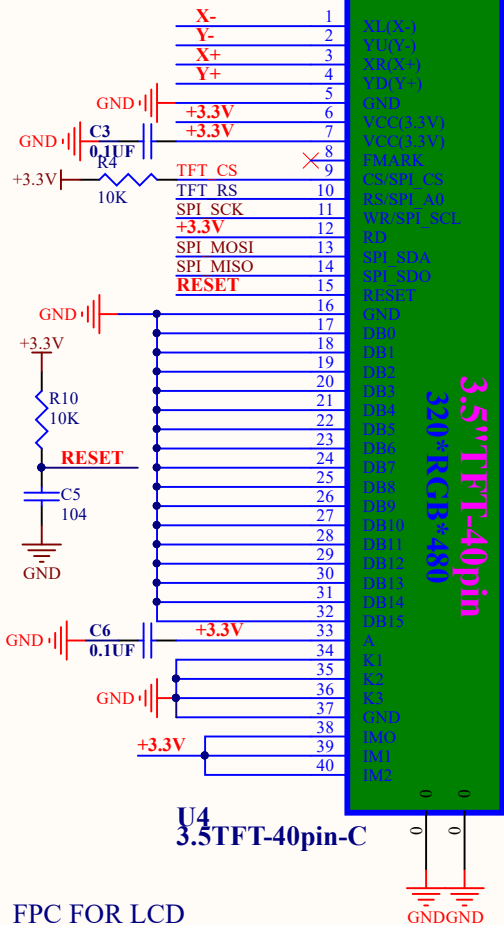 X- 1 XL(X-)
Y- 2 YU(Y-)
X+ 3 XR(X+)
Y+ 4 YD(Y+)
GND 5 GND
+3.3V 6 VCC(3.3V)
GND C3 +3.3V 7 VCC(3.3V)
0.1UF 8 FMARK
R4
+3.3V 10K TFT_CS 9 CS/SPI_CS
TFT_RS 10 RS/SPI_A0
SPI_SCK 11 WR/SPI_SCL
+3.3V 12 RD
SPI_MOSI 13 SPI_SDA
SPI_MISO 14 SPI_SDO
RESET 15 RESET
GND 16 GND
17 DB0
+3.3V 18 DB1
19 DB2
20 DB3
R10 21 DB4
10K 22 DB5
23 DB6
RESET 24 DB7
25 DB8
C5 26 DB9
104 27 DB10
28 DB11
GND 29 DB12
30 DB13
31 DB14
32 DB15
GND C6 +3.3V 33 A
0.1UF
34 K1
35 K2
GND 36 K3
37 GND
38 IMO
+3.3V 39 IM1
40 IM2
3.5"TFT-40pin
320*RGB*480
U4
3.5TFT-40pin-C
0 0
0 0
GND GND
FPC FOR LCD